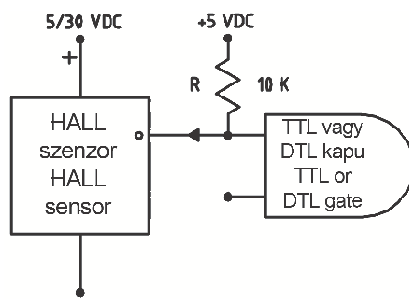 5/30 VDC
+5 VDC
+
R
10 K
HALL
szenzor
HALL
sensor
TTL vagy
DTL kapu
TTL or
DTL gate